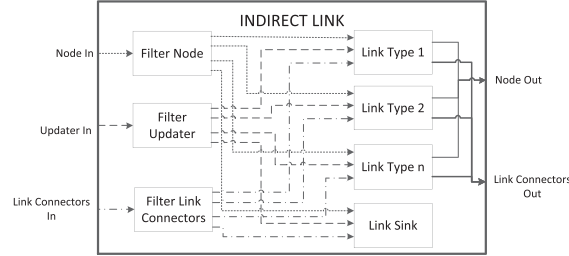 INDIRECT LINK
Node In
Filter Node
Link Type 1
Node Out
Updater In
Filter
Updater
Link Type 2
Link Type n
Link Connectors
In
Filter Link
Connectors
Link Connectors
Out
Link Sink